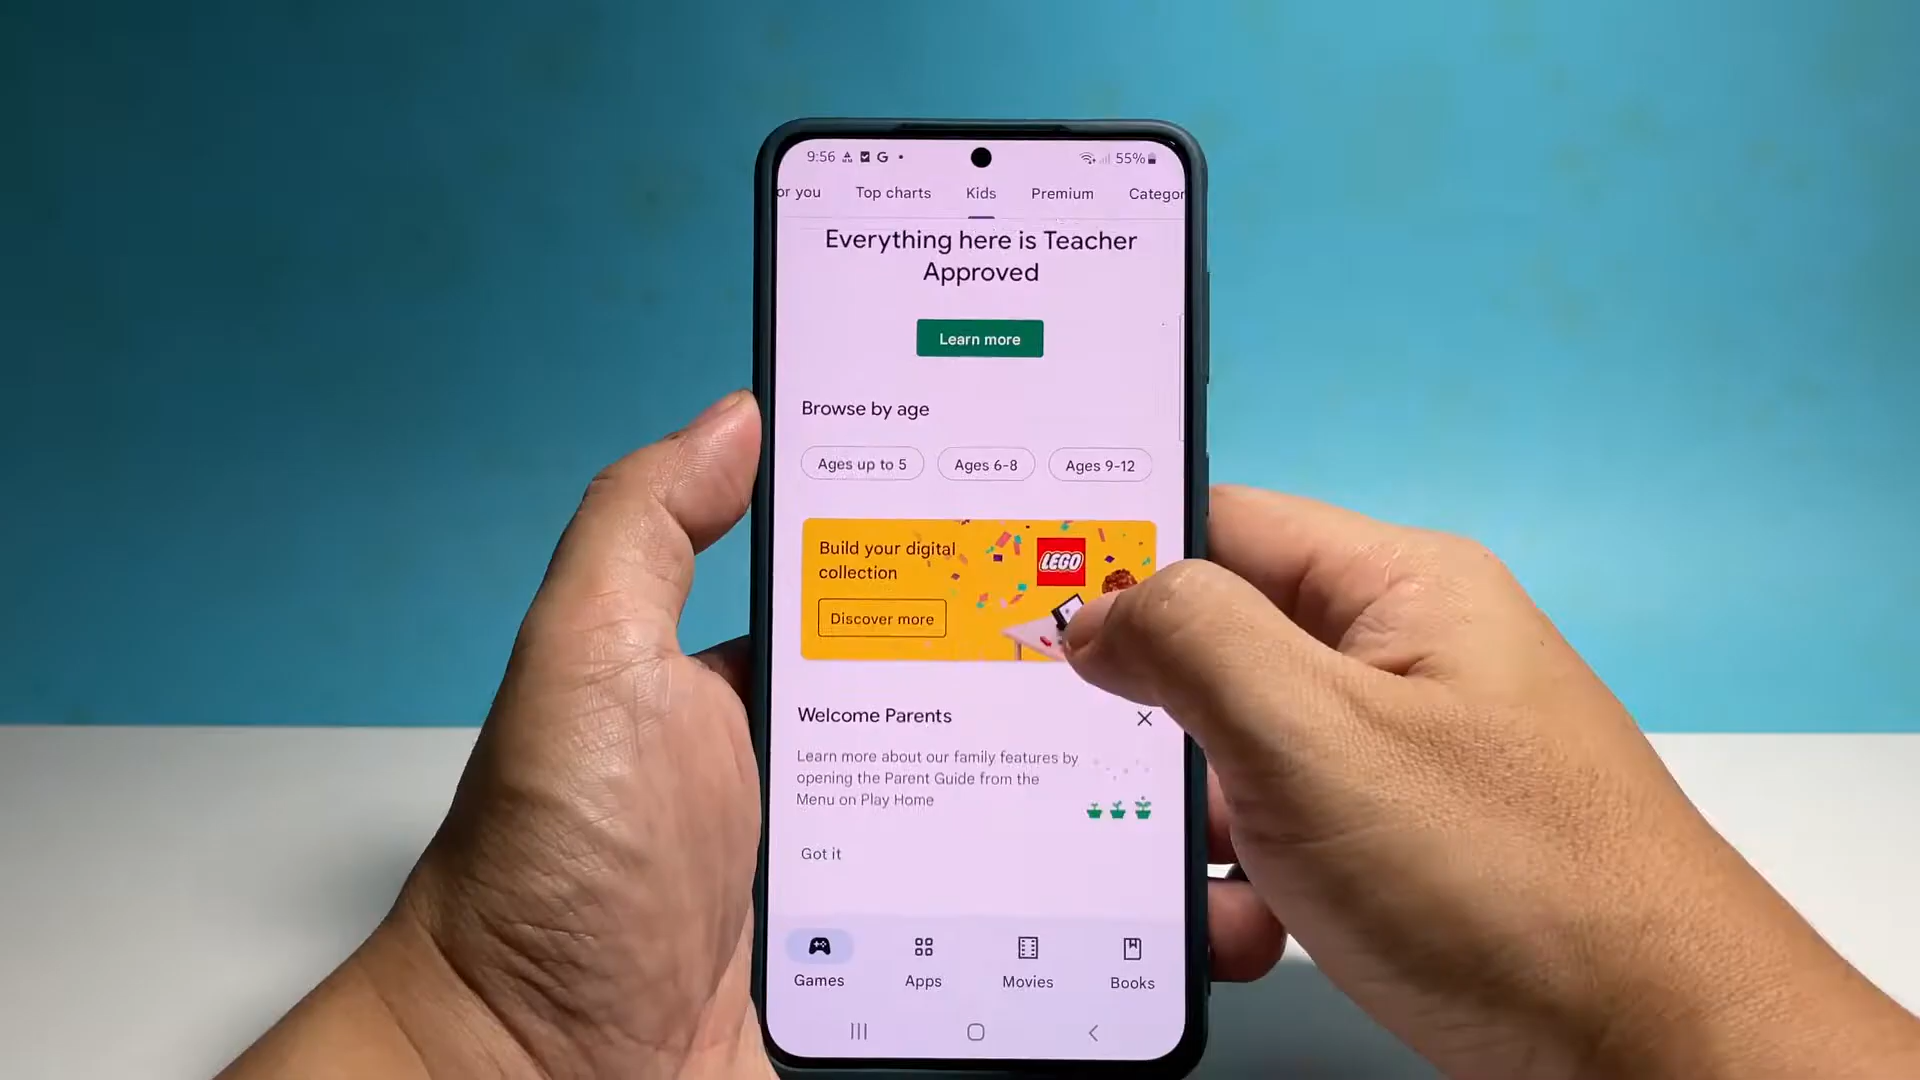 9:56
G
55%
or you
Top charts
Kids
Premium
Categor
Everything here is Teacher
Approved
Learn more
Browse by age
Ages up to 5
Ages 6-8
Ages 9-12
Build your digital
collection
LEGO
Discover more
Welcome Parents
Learn more about our family features by
opening the Parent Guide from the
Menu on Play Home
Got it
Games
Apps
Movies
Books